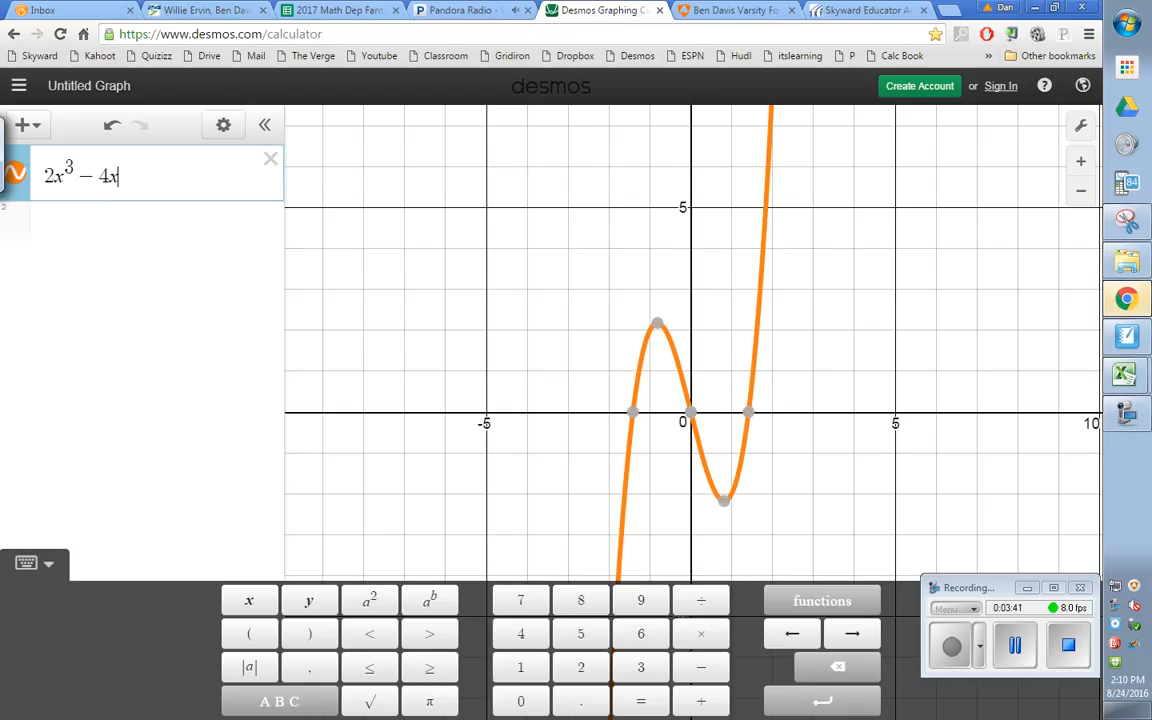 Inbox
Willie Ervin, Ben Dav
2017 Math Dep Fant
Pandora Radio - L
Desmos Graphing C
Ben Davis Varsity Fo
Skyward Educator A
Dan
https://www.desmos.com/calculator
Skyward Kahoot Quizizz Drive Mail The Verge Youtube Classroom Gridiron Dropbox Desmos ESPN Hudl itslearning P Calc Book » Other bookmarks
Untitled Graph
desmos
Create Account or Sign In
2x³ − 4x
2
5
-5 0 5 10
84
x y a² a^b 7 8 9 ÷ functions
( ) < > 4 5 6 × ← →
|a| , ≤ ≥ 1 2 3 −
A B C √ π 0 . = +
Recording...
Menu 0:03:41 8.0 fps
2:10 PM
8/24/2016